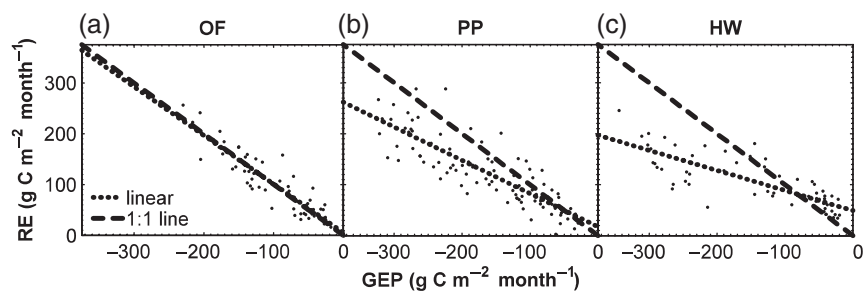 (a) OF (b) PP (c) HW
RE (g C m⁻² month⁻¹)
300
200
100
0
linear
1:1 line
−300 −200 −100 0 −300 −200 −100 0 −300 −200 −100 0
GEP (g C m⁻² month⁻¹)